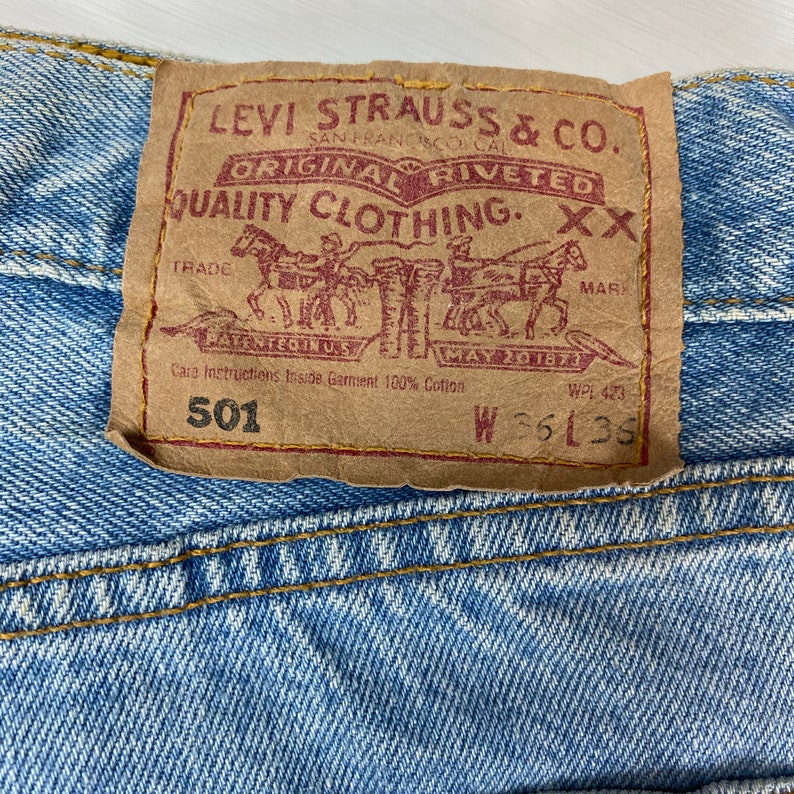 LEVI STRAUSS & CO.
SAN FRANCISCO, CAL
ORIGINAL RIVETED
QUALITY CLOTHING. XX
TRADE MARK
PATENTED IN U.S. MAY 20 1873
Care Instructions Inside Garment 100% Cotton WPL 423
501 W 36 L 36